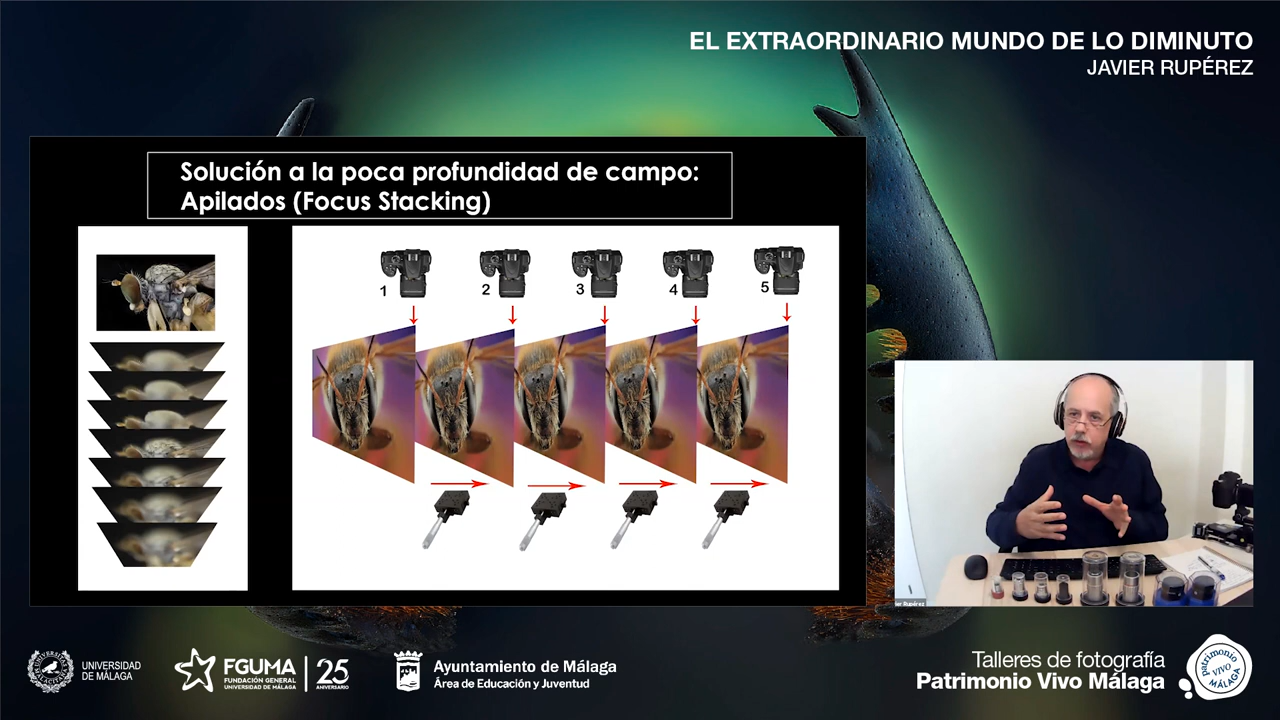 EL EXTRAORDINARIO MUNDO DE LO DIMINUTO
JAVIER RUPÉREZ
Solución a la poca profundidad de campo:
Apilados (Focus Stacking)
1
2
3
4
5
ier Rupérez
UNIVERSIDAD
DE MÁLAGA
FGUMA
FUNDACIÓN GENERAL
UNIVERSIDAD DE MÁLAGA
25
ANIVERSARIO
Ayuntamiento de Málaga
Área de Educación y Juventud
Talleres de fotografía
Patrimonio Vivo Málaga
patrimonio
VIVO
MÁLAGA